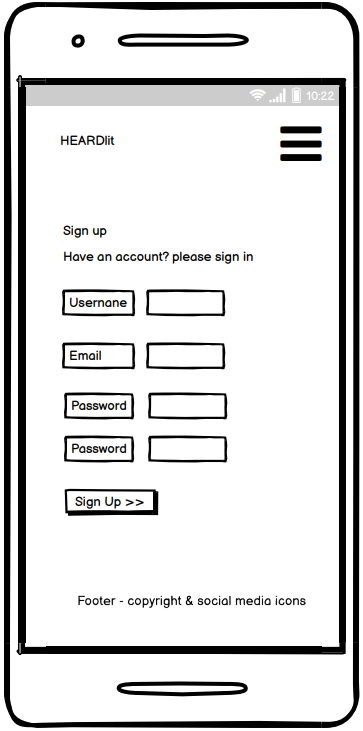 10:22
HEARDlit
Sign up
Have an account? please sign in
Usernane
Email
Password
Password
Sign Up >>
Footer - copyright & social media icons